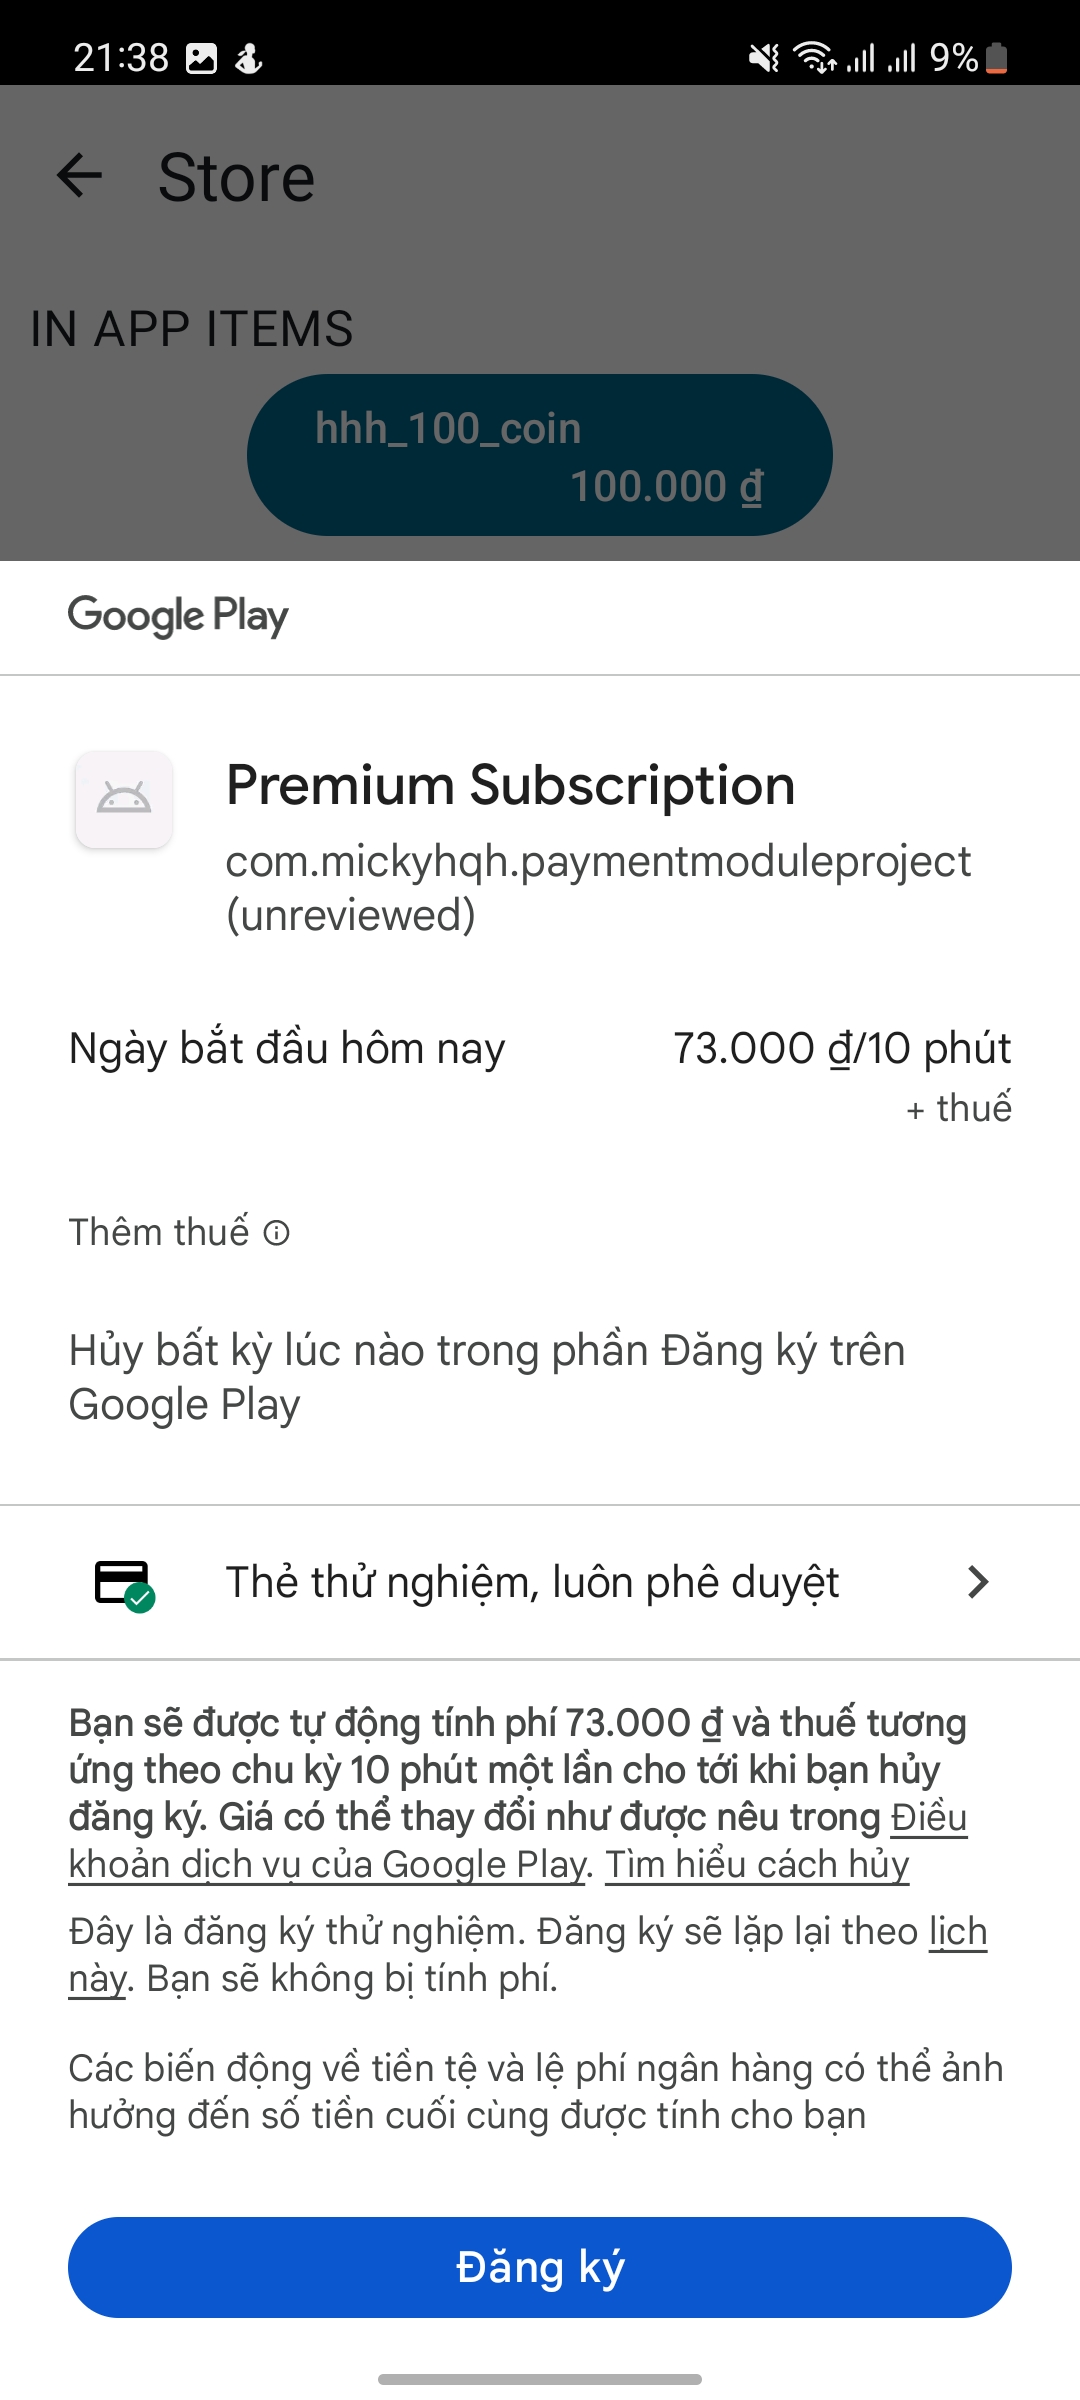 21:38
9%
Store
IN APP ITEMS
hhh_100_coin
100.000 ₫
Google Play
Premium Subscription
com.mickyhqh.paymentmoduleproject
(unreviewed)
Ngày bắt đầu hôm nay
73.000 ₫/10 phút
+ thuế
Thêm thuế
Hủy bất kỳ lúc nào trong phần Đăng ký trên
Google Play
Thẻ thử nghiệm, luôn phê duyệt
Bạn sẽ được tự động tính phí 73.000 ₫ và thuế tương
ứng theo chu kỳ 10 phút một lần cho tới khi bạn hủy
đăng ký. Giá có thể thay đổi như được nêu trong Điều
khoản dịch vụ của Google Play. Tìm hiểu cách hủy
Đây là đăng ký thử nghiệm. Đăng ký sẽ lặp lại theo lịch
này. Bạn sẽ không bị tính phí.
Các biến động về tiền tệ và lệ phí ngân hàng có thể ảnh
hưởng đến số tiền cuối cùng được tính cho bạn
Đăng ký